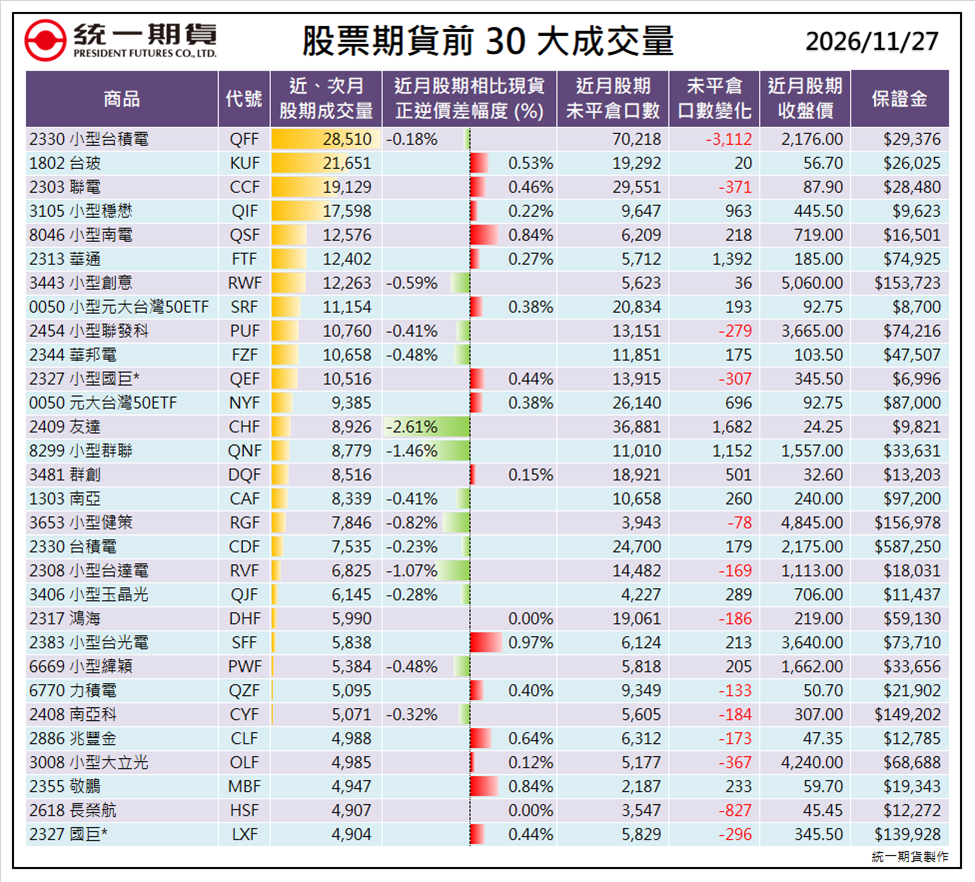 統一期貨
PRESIDENT FUTURES CO., LTD.
股票期貨前 30 大成交量
2026/11/27
商品 代號 近、次月股期成交量 近月股期相比現貨正逆價差幅度 (%) 近月股期未平倉口數 未平倉口數變化 近月股期收盤價 保證金
2330 小型台積電 QFF 28,510 -0.18% 70,218 -3,112 2,176.00 $29,376
1802 台玻 KUF 21,651 0.53% 19,292 20 56.70 $26,025
2303 聯電 CCF 19,129 0.46% 29,551 -371 87.90 $28,480
3105 小型穩懋 QIF 17,598 0.22% 9,647 963 445.50 $9,623
8046 小型南電 QSF 12,576 0.84% 6,209 218 719.00 $16,501
2313 華通 FTF 12,402 0.27% 5,712 1,392 185.00 $74,925
3443 小型創意 RWF 12,263 -0.59% 5,623 36 5,060.00 $153,723
0050 小型元大台灣50ETF SRF 11,154 0.38% 20,834 193 92.75 $8,700
2454 小型聯發科 PUF 10,760 -0.41% 13,151 -279 3,665.00 $74,216
2344 華邦電 FZF 10,658 -0.48% 11,851 175 103.50 $47,507
2327 小型國巨* QEF 10,516 0.44% 13,915 -307 345.50 $6,996
0050 元大台灣50ETF NYF 9,385 0.38% 26,140 696 92.75 $87,000
2409 友達 CHF 8,926 -2.61% 36,881 1,682 24.25 $9,821
8299 小型群聯 QNF 8,779 -1.46% 11,010 1,152 1,557.00 $33,631
3481 群創 DQF 8,516 0.15% 18,921 501 32.60 $13,203
1303 南亞 CAF 8,339 -0.41% 10,658 260 240.00 $97,200
3653 小型健策 RGF 7,846 -0.82% 3,943 -78 4,845.00 $156,978
2330 台積電 CDF 7,535 -0.23% 24,700 179 2,175.00 $587,250
2308 小型台達電 RVF 6,825 -1.07% 14,482 -169 1,113.00 $18,031
3406 小型玉晶光 QJF 6,145 -0.28% 4,227 289 706.00 $11,437
2317 鴻海 DHF 5,990 0.00% 19,061 -186 219.00 $59,130
2383 小型台光電 SFF 5,838 0.97% 6,124 213 3,640.00 $73,710
6669 小型緯穎 PWF 5,384 -0.48% 5,818 205 1,662.00 $33,656
6770 力積電 QZF 5,095 0.40% 9,349 -133 50.70 $21,902
2408 南亞科 CYF 5,071 -0.32% 5,605 -184 307.00 $149,202
2886 兆豐金 CLF 4,988 0.64% 6,312 -173 47.35 $12,785
3008 小型大立光 OLF 4,985 0.12% 5,177 -367 4,240.00 $68,688
2355 敬鵬 MBF 4,947 0.84% 2,187 233 59.70 $19,343
2618 長榮航 HSF 4,907 0.00% 3,547 -827 45.45 $12,272
2327 國巨* LXF 4,904 0.44% 5,829 -296 345.50 $139,928
統一期貨製作